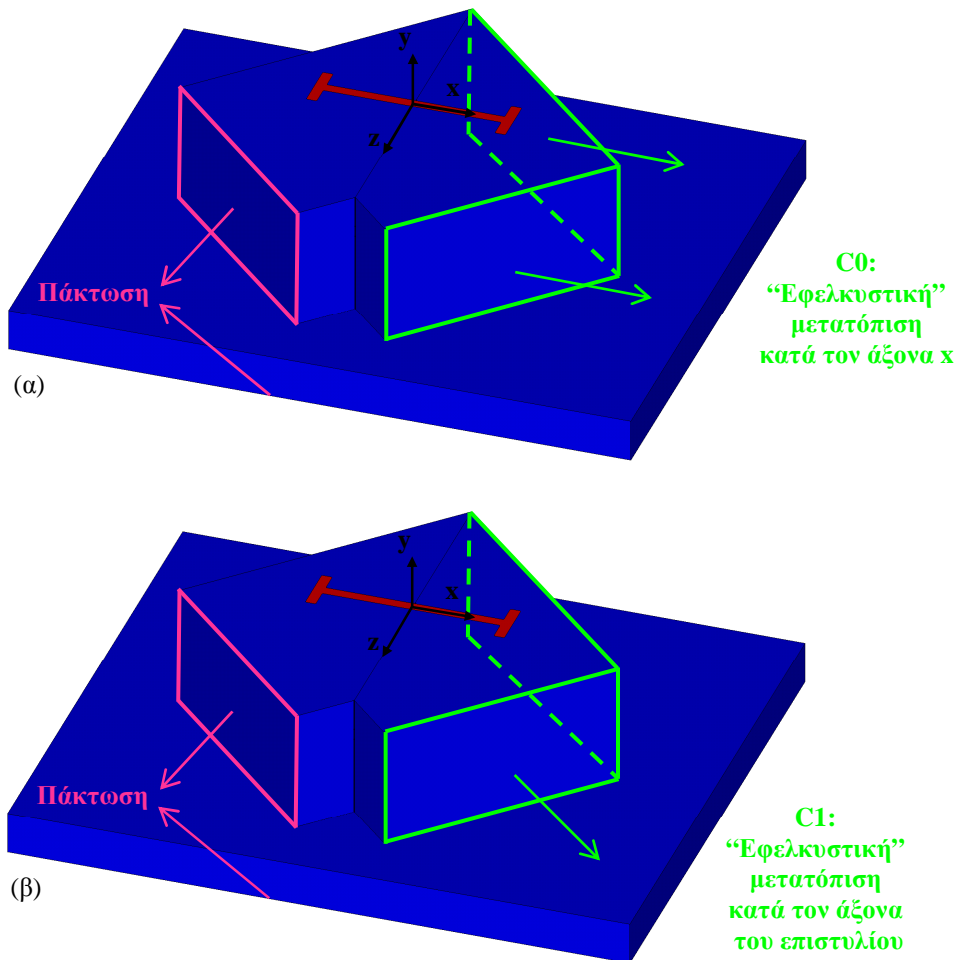 y
x
z
Πάκτωση
C0:
“Εφελκυστική”
μετατόπιση
κατά τον άξονα x
(α)
y
x
z
Πάκτωση
C1:
“Εφελκυστική”
μετατόπιση
κατά τον άξονα
του επιστυλίου
(β)